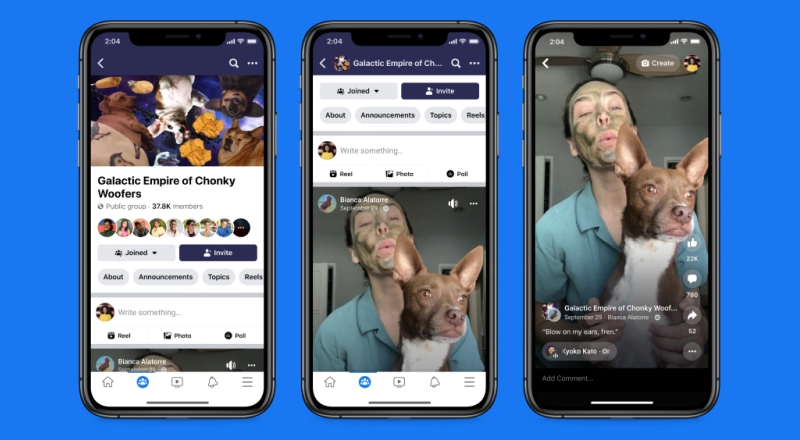 2:04
Galactic Empire of Chonky
Woofers
Public group · 37.8K members
Joined
Invite
About
Announcements
Topics
Reels
Write something...
Reel
Photo
Poll
Bianca Alatorre
2:04
Galactic Empire of Ch...
Joined
Invite
About
Announcements
Topics
Reels
Write something...
Reel
Photo
Poll
Bianca Alatorre
September 29
2:04
Create
22K
780
Galactic Empire of Chonky Woof...
September 29 · Bianca Alatorre
52
"Blow on my ears, fren."
Kyoko Kato · Or
Add Comment...